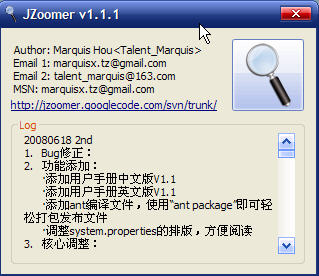 JZoomer v1.1.1
Author: Marquis Hou<Talent_Marquis>
Email 1: marquisx.tz@gmail.com
Email 2: talent_marquis@163.com
MSN: marquisx.tz@gmail.com
http://jzoomer.googlecode.com/svn/trunk/
Log
20080618 2nd
1. Bug修正：
2. 功能添加：
·添加用户手册中文版V1.1
·添加用户手册英文版V1.1
·添加ant编译文件，使用“ant package”即可轻
松打包发布文件
·调整system.properties的排版，方便阅读
3. 核心调整：